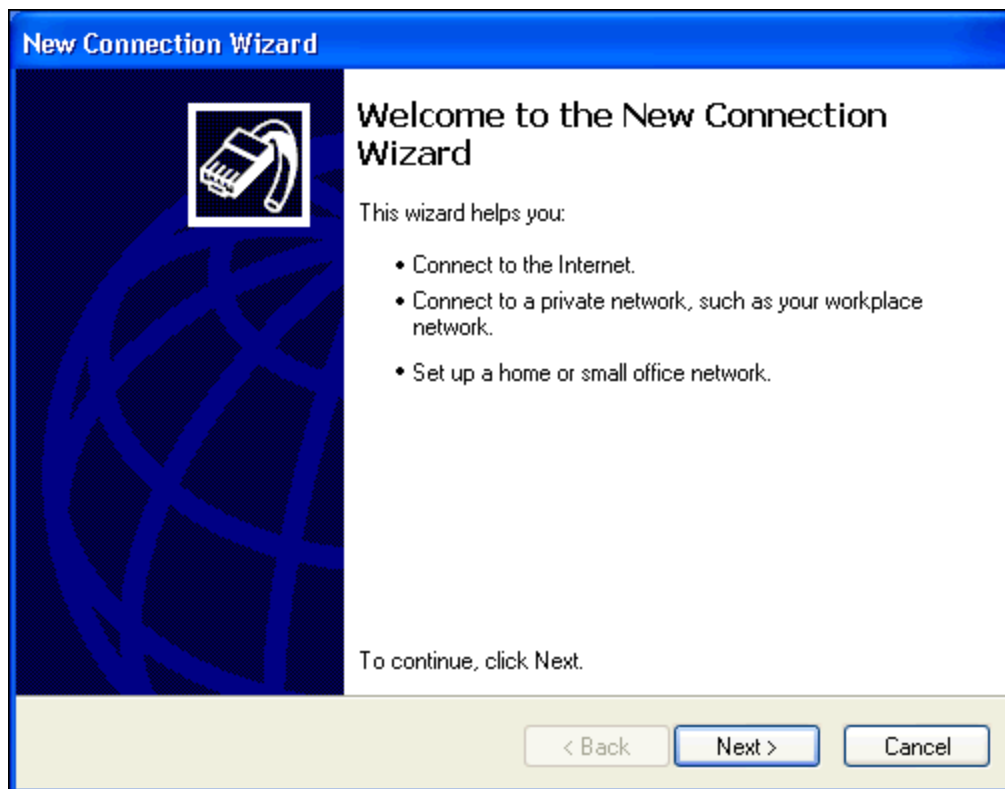 New Connection Wizard
Welcome to the New Connection
Wizard
This wizard helps you:
• Connect to the Internet.
• Connect to a private network, such as your workplace
network.
• Set up a home or small office network.
To continue, click Next.
< Back
Next >
Cancel